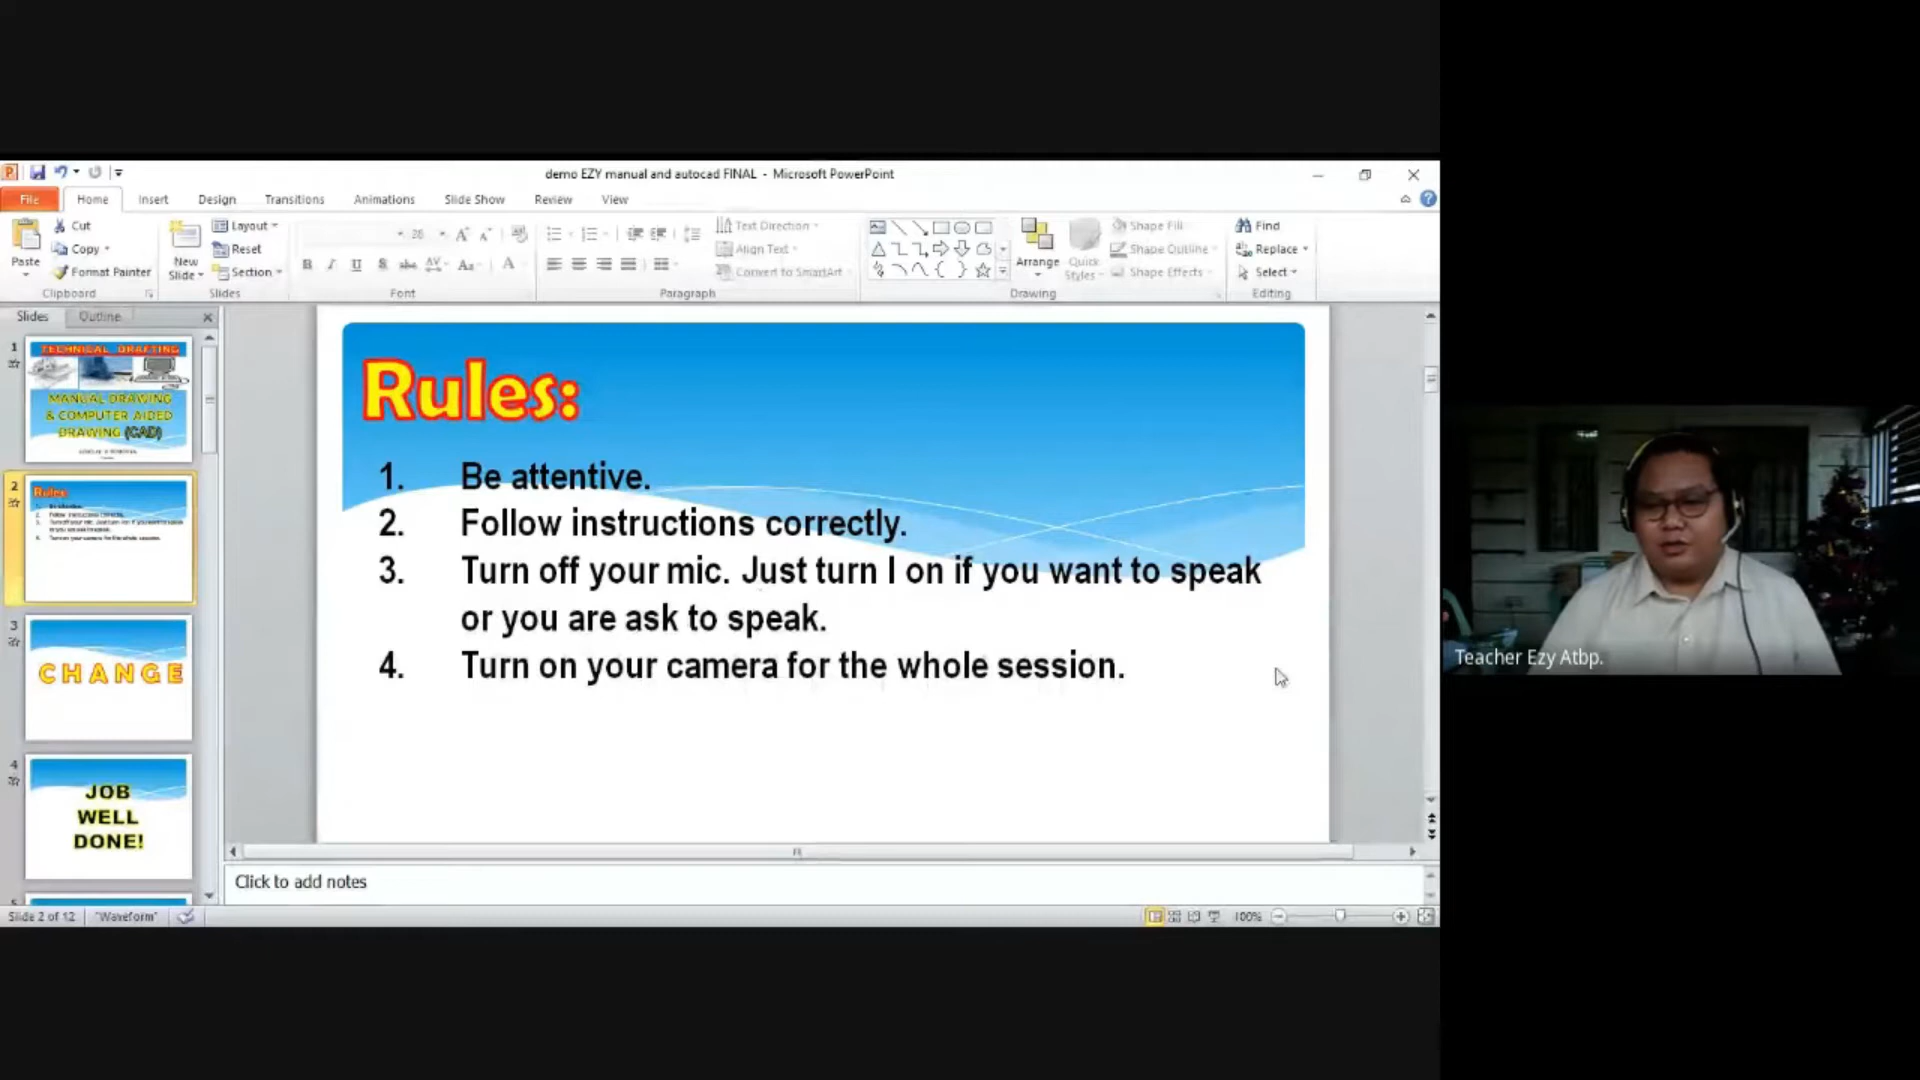 demo EZY manual and autocad FINAL - Microsoft PowerPoint
File Home Insert Design Transitions Animations Slide Show Review View
Paste
Cut
Copy
Format Painter
Clipboard
New
Slide
Layout
Reset
Section
Slides
28
Font
Text Direction
Align Text
Convert to SmartArt
Paragraph
Arrange
Quick
Styles
Shape Fill
Shape Outline
Shape Effects
Drawing
Find
Replace
Select
Editing
Slides Outline
1
TECHNICAL DRAFTING
MANUAL DRAWING
& COMPUTER AIDED
DRAWING (CAD)
2
Rules
3
CHANGE
4
JOB
WELL
DONE!
Rules:
1. Be attentive.
2. Follow instructions correctly.
3. Turn off your mic. Just turn I on if you want to speak
or you are ask to speak.
4. Turn on your camera for the whole session.
Click to add notes
Slide 2 of 12 "Waveform" 100%
Teacher Ezy Atbp.